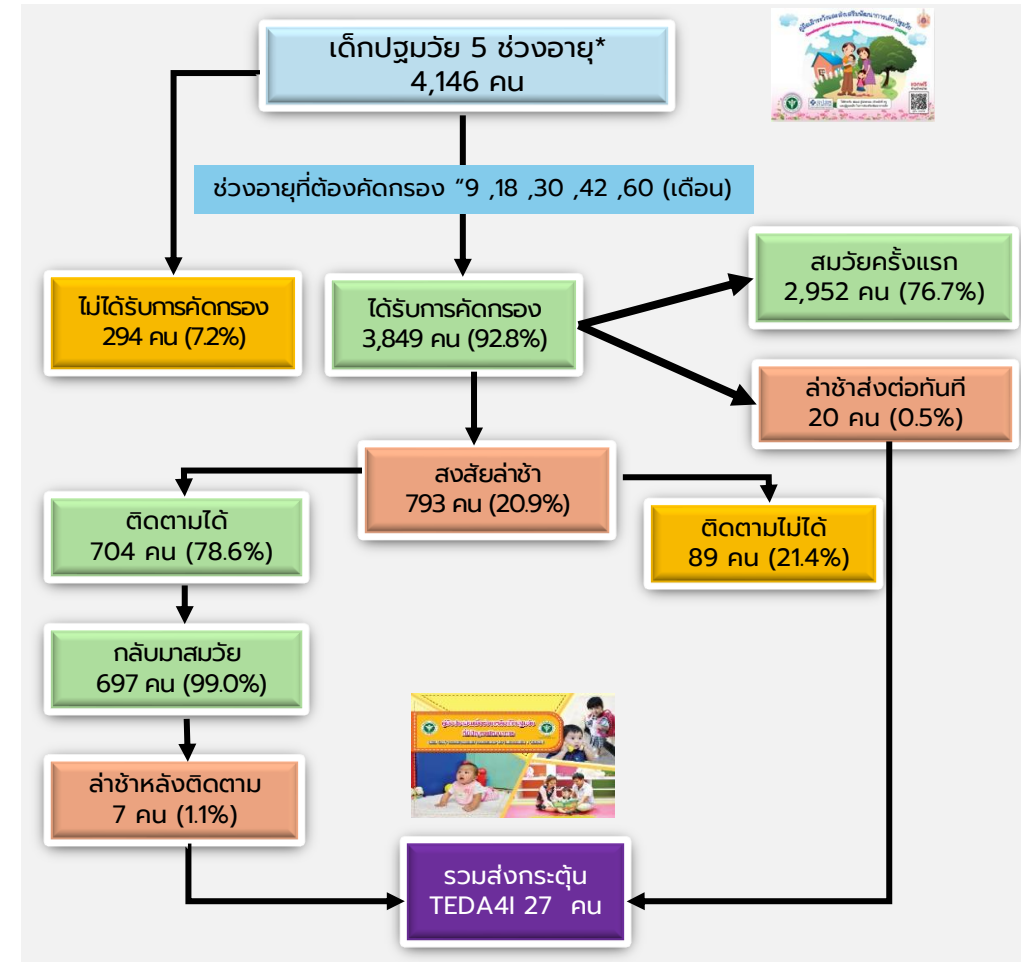 เด็กปฐมวัย 5 ช่วงอายุ*
4,146 คน
ช่วงอายุที่ต้องคัดกรอง “9 ,18 ,30 ,42 ,60 (เดือน)
สมวัยครั้งแรก
2,952 คน (76.7%)
ไม่ได้รับการคัดกรอง
294 คน (7.2%)
ได้รับการคัดกรอง
3,849 คน (92.8%)
ล่าช้าส่งต่อทันที
20 คน (0.5%)
สงสัยล่าช้า
793 คน (20.9%)
ติดตามได้
704 คน (78.6%)
ติดตามไม่ได้
89 คน (21.4%)
กลับมาสมวัย
697 คน (99.0%)
ล่าช้าหลังติดตาม
7 คน (1.1%)
รวมส่งกระตุ้น
TEDA4I 27 คน